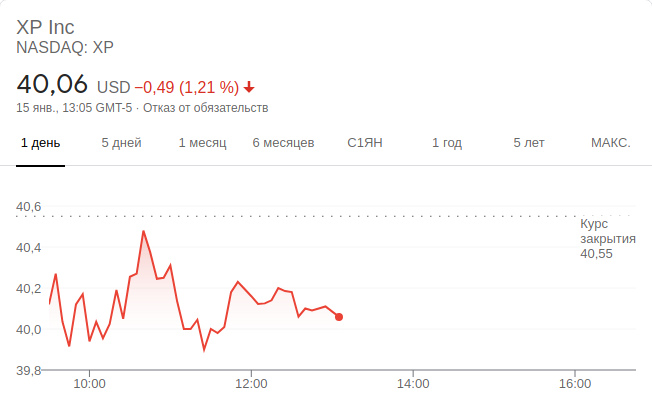 XP Inc
NASDAQ: XP
40,06 USD −0,49 (1,21 %)
15 янв., 13:05 GMT-5 · Отказ от обязательств
1 день 5 дней 1 месяц 6 месяцев С1ЯН 1 год 5 лет МАКС.
40,6
Курс
закрытия
40,55
40,4
40,2
40,0
39,8
10:00 12:00 14:00 16:00